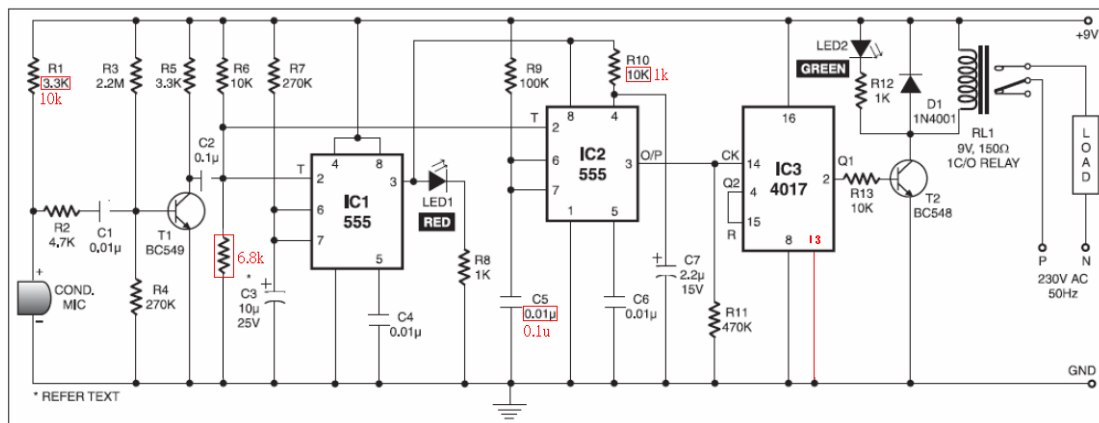 +9V
R1
3.3K
10k
R3
2.2M
R5
3.3K
R6
10K
R7
270K
R9
100K
R10
10K 1k
LED2
GREEN
R12
1K
D1
1N4001
RL1
9V, 150Ω
1C/O RELAY
LOAD
C2
0.1µ
T
2
4
8
3
6
7
5
IC1
555
LED1
RED
T
2
8
4
6
7
3
1
5
IC2
555
O/P
CK
14
16
Q2
4
15
R
2
8
13
IC3
4017
Q1
R13
10K
T2
BC548
R2
4.7K
C1
0.01µ
T1
BC549
6.8k
COND.
MIC
+
–
R4
270K
*
+
C3
10µ
25V
C4
0.01µ
R8
1K
C5
0.01µ
0.1u
C6
0.01µ
+
C7
2.2µ
15V
R11
470K
P
N
230V AC
50Hz
GND
* REFER TEXT